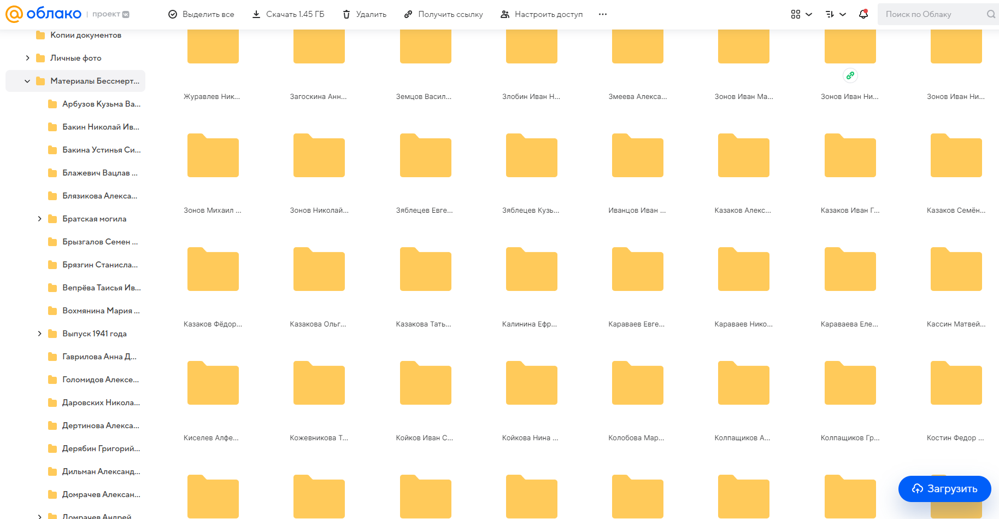 облако | проект
Выделить все
Скачать 1.45 ГБ
Удалить
Получить ссылку
Настроить доступ
Поиск по Облаку
Копии документов
Личные фото
Материалы Бессмерт...
Арбузов Кузьма Ва...
Бакин Николай Ив...
Бакина Устинья Си...
Блажевич Вацлав ...
Блязикова Алекса...
Братская могила
Брызгалов Семен ...
Брязгин Станисла...
Вепрёва Таисья Ив...
Вохмянина Мария ...
Выпуск 1941 года
Гаврилова Анна Д...
Голомидов Алексе...
Даровских Никола...
Дертинова Алекса...
Дерябин Григорий...
Дильман Александ...
Домрачев Алексан...
Домрачев Андрей
Журавлев Ник...
Загоскина Анн...
Земцов Васил...
Злобин Иван Н...
Змеева Алекса...
Зонов Иван Ма...
Зонов Иван Ни...
Зонов Иван Ни...
Зонов Михаил ...
Зонов Николай...
Зяблецев Евге...
Зяблецев Кузь...
Иванцов Иван ...
Казаков Алекс...
Казаков Иван Г...
Казаков Семён...
Казаков Фёдор...
Казакова Ольг...
Казакова Тать...
Калинина Ефр...
Караваев Евге...
Караваев Нико...
Караваева Еле...
Кассин Матвей...
Киселев Алфе...
Кожевникова Т...
Койков Иван С...
Койкова Нина ...
Колобова Мар...
Колпащиков А...
Колпащиков Гр...
Костин Федор ...
Загрузить